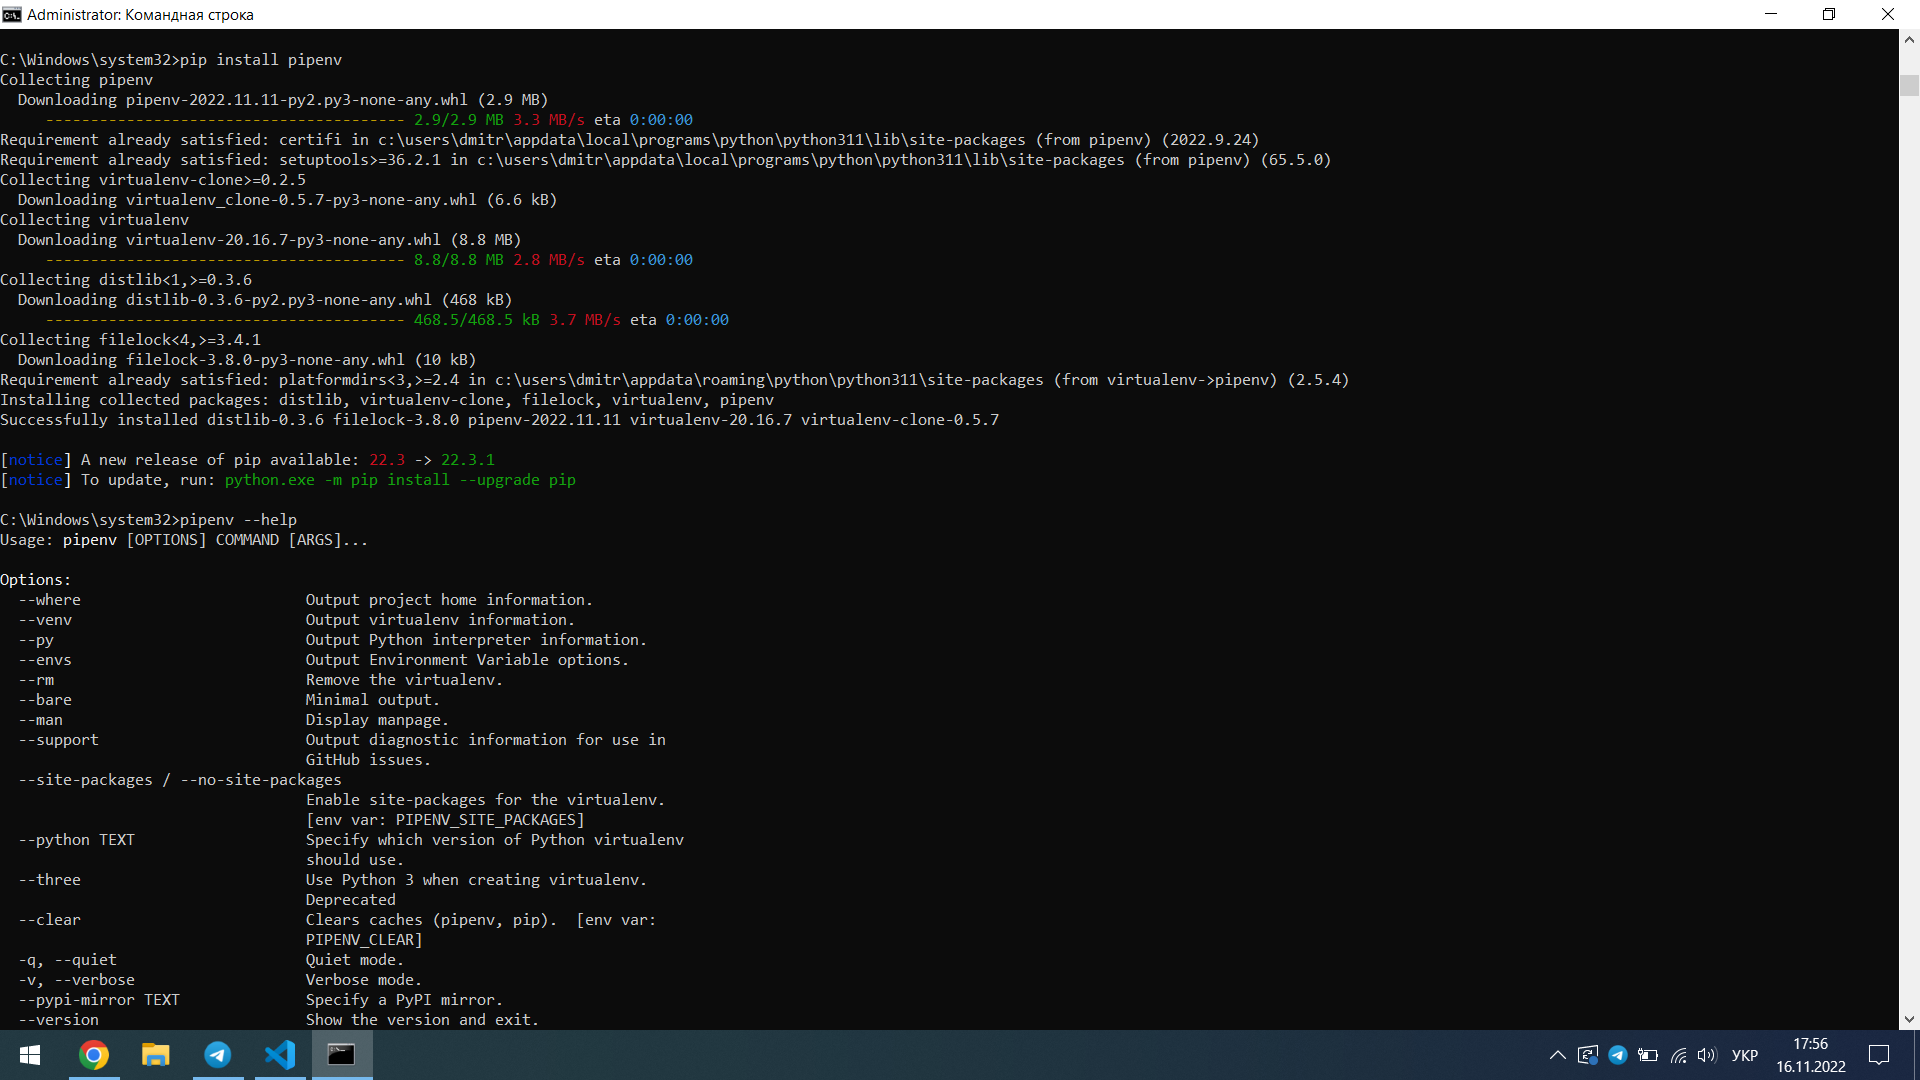 Administrator: Командная строка
C:\Windows\system32>pip install pipenv
Collecting pipenv
  Downloading pipenv-2022.11.11-py2.py3-none-any.whl (2.9 MB)
     ---------------------------------------- 2.9/2.9 MB 3.3 MB/s eta 0:00:00
Requirement already satisfied: certifi in c:\users\dmitr\appdata\local\programs\python\python311\lib\site-packages (from pipenv) (2022.9.24)
Requirement already satisfied: setuptools>=36.2.1 in c:\users\dmitr\appdata\local\programs\python\python311\lib\site-packages (from pipenv) (65.5.0)
Collecting virtualenv-clone>=0.2.5
  Downloading virtualenv_clone-0.5.7-py3-none-any.whl (6.6 kB)
Collecting virtualenv
  Downloading virtualenv-20.16.7-py3-none-any.whl (8.8 MB)
     ---------------------------------------- 8.8/8.8 MB 2.8 MB/s eta 0:00:00
Collecting distlib<1,>=0.3.6
  Downloading distlib-0.3.6-py2.py3-none-any.whl (468 kB)
     ---------------------------------------- 468.5/468.5 kB 3.7 MB/s eta 0:00:00
Collecting filelock<4,>=3.4.1
  Downloading filelock-3.8.0-py3-none-any.whl (10 kB)
Requirement already satisfied: platformdirs<3,>=2.4 in c:\users\dmitr\appdata\roaming\python\python311\site-packages (from virtualenv->pipenv) (2.5.4)
Installing collected packages: distlib, virtualenv-clone, filelock, virtualenv, pipenv
Successfully installed distlib-0.3.6 filelock-3.8.0 pipenv-2022.11.11 virtualenv-20.16.7 virtualenv-clone-0.5.7
[notice] A new release of pip available: 22.3 -> 22.3.1
[notice] To update, run: python.exe -m pip install --upgrade pip
C:\Windows\system32>pipenv --help
Usage: pipenv [OPTIONS] COMMAND [ARGS]...
Options:
  --where                         Output project home information.
  --venv                          Output virtualenv information.
  --py                            Output Python interpreter information.
  --envs                          Output Environment Variable options.
  --rm                            Remove the virtualenv.
  --bare                          Minimal output.
  --man                           Display manpage.
  --support                       Output diagnostic information for use in
                                  GitHub issues.
  --site-packages / --no-site-packages
                                  Enable site-packages for the virtualenv.
                                  [env var: PIPENV_SITE_PACKAGES]
  --python TEXT                   Specify which version of Python virtualenv
                                  should use.
  --three                         Use Python 3 when creating virtualenv.
                                  Deprecated
  --clear                         Clears caches (pipenv, pip).  [env var:
                                  PIPENV_CLEAR]
  -q, --quiet                     Quiet mode.
  -v, --verbose                   Verbose mode.
  --pypi-mirror TEXT              Specify a PyPI mirror.
  --version                       Show the version and exit.
УКР
17:56
16.11.2022